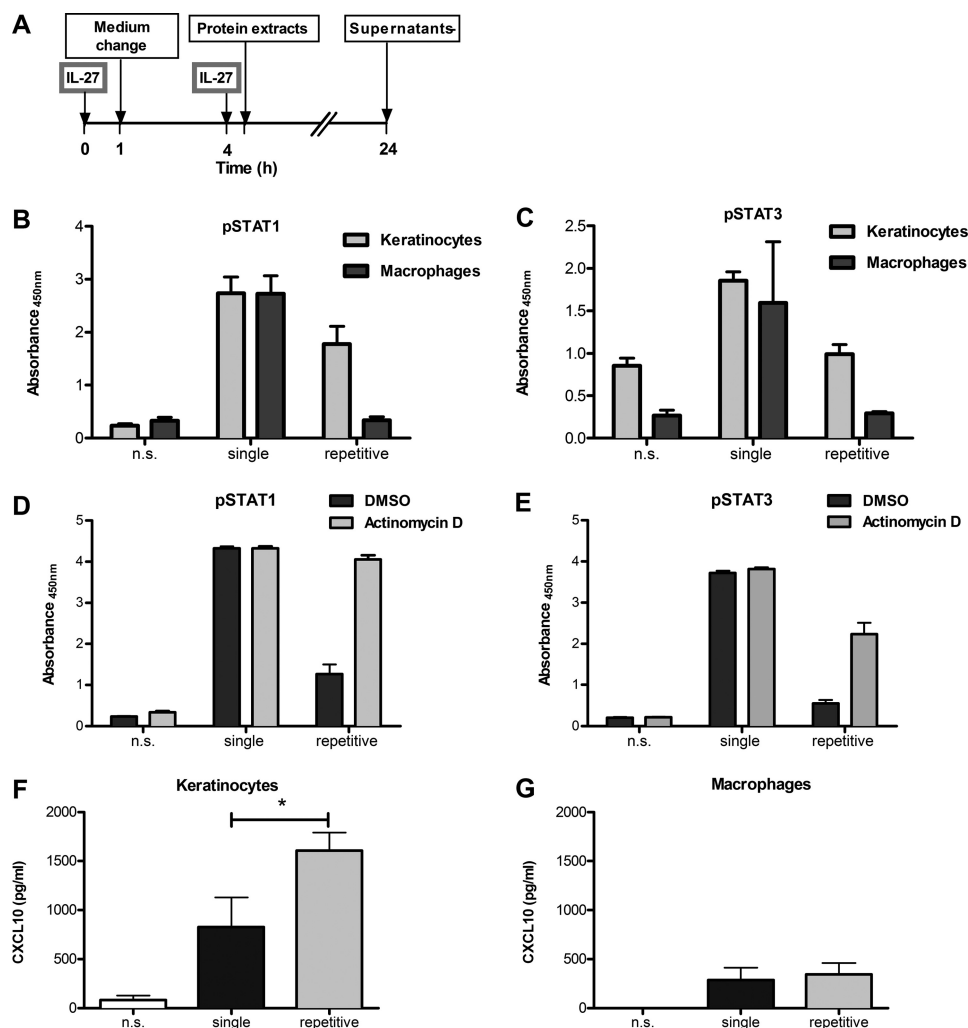 A
Medium
change
Protein extracts
Supernatants-
IL-27
IL-27
0
1
4
24
Time (h)
B
pSTAT1
Keratinocytes
Macrophages
Absorbance 450nm
4
3
2
1
0
n.s.
single
repetitive
C
pSTAT3
Keratinocytes
Macrophages
Absorbance 450nm
2.5
2.0
1.5
1.0
0.5
0.0
n.s.
single
repetitive
D
pSTAT1
DMSO
Actinomycin D
Absorbance 450nm
5
4
3
2
1
0
n.s.
single
repetitive
E
pSTAT3
DMSO
Actinomycin D
Absorbance 450nm
5
4
3
2
1
0
n.s.
single
repetitive
F
Keratinocytes
*
CXCL10 (pg/ml)
2000
1500
1000
500
0
n.s.
single
repetitive
G
Macrophages
CXCL10 (pg/ml)
2000
1500
1000
500
0
n.s.
single
repetitive